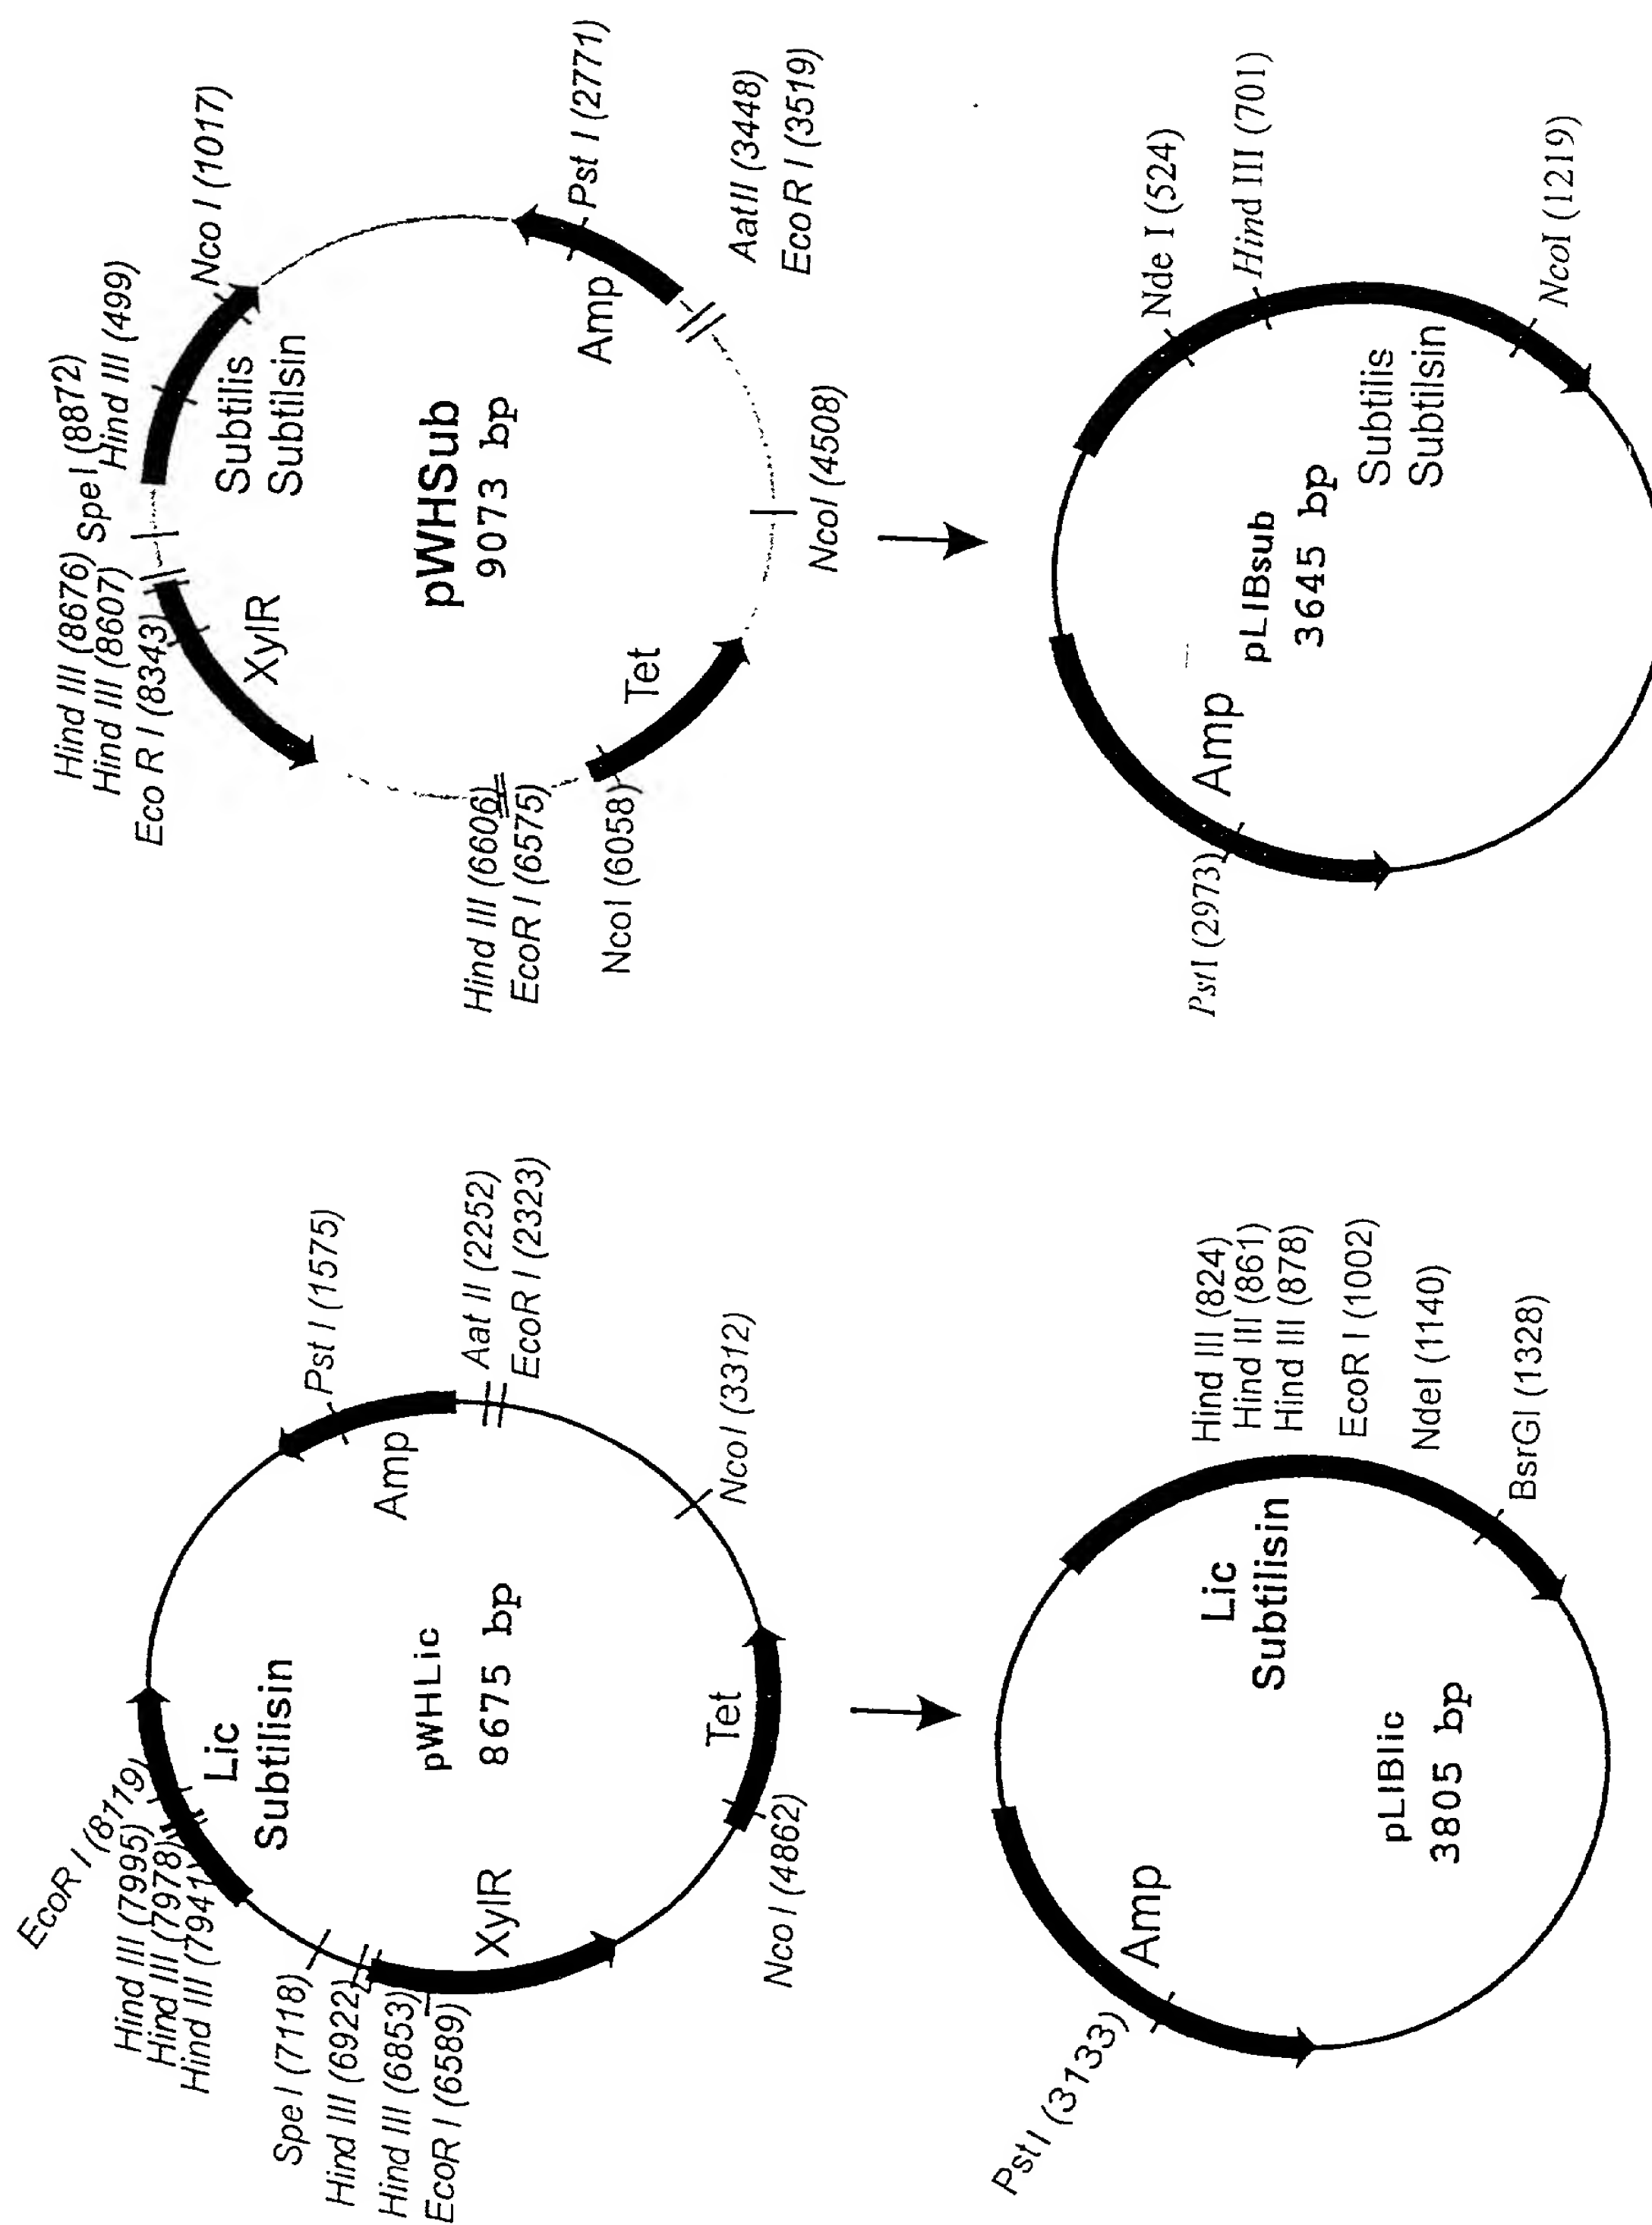 EcoR I (8119)
Hind III (7995)
Hind III (7978)
Hind III (7941)
Spe I (7118)
Hind III (6922)
Hind III (6853)
EcoR I (6589)
Lic
Subtilisin
pWHLic
8675 bp
XylR
Tet
Amp
Pst I (1575)
Aat II (2252)
EcoR I (2323)
NcoI (3312)
Nco I (4862)
Hind III (8676)
Hind III (8607)
Eco R I (8343)
Spe I (8872)
Hind III (499)
Nco I (1017)
Subtilis
Subtilsin
XylR
pWHSub
9073 bp
Amp
Pst I (2771)
AatII (3448)
EcoR I (3519)
Tet
Hind III (6606)
EcoR I (6575)
NcoI (6058)
NcoI (4508)
Pst I (3133)
Amp
Lic
Subtilisin
pLIBlic
3805 bp
Hind III (824)
Hind III (861)
Hind III (878)
EcoR I (1002)
NdeI (1140)
BsrGI (1328)
PstI (2973)
Amp
pLIBsub
3645 bp
Subtilis
Subtilsin
Nde I (524)
Hind III (701)
NcoI (1219)